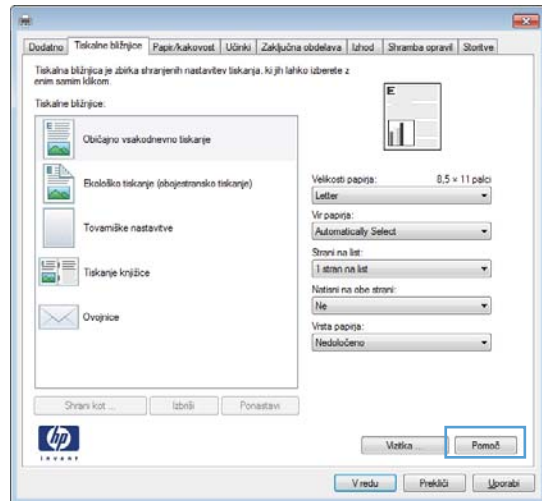 Dodatno Tiskalne bližnjice Papir/kakovost Učinki Zaključna obdelava Izhod Shramba opravil Storitve
Tiskalna bližnjica je zbirka shranjenih nastavitev tiskanja, ki jih lahko izberete z
enim samim klikom.
Tiskalne bližnjice:
Običajno vsakodnevno tiskanje
Ekološko tiskanje (obojestransko tiskanje)
Tovarniške nastavitve
Tiskanje knjižice
Ovojnice
E
Velikosti papirja: 8,5 × 11 palci
Letter
Vir papirja:
Automatically Select
Strani na list:
1 stran na list
Natisni na obe strani:
Ne
Vrsta papirja:
Nedoločeno
Shrani kot ... Izbriši Ponastavi
hp
invent
Vizitka ... Pomoč
V redu Prekliči Uporabi